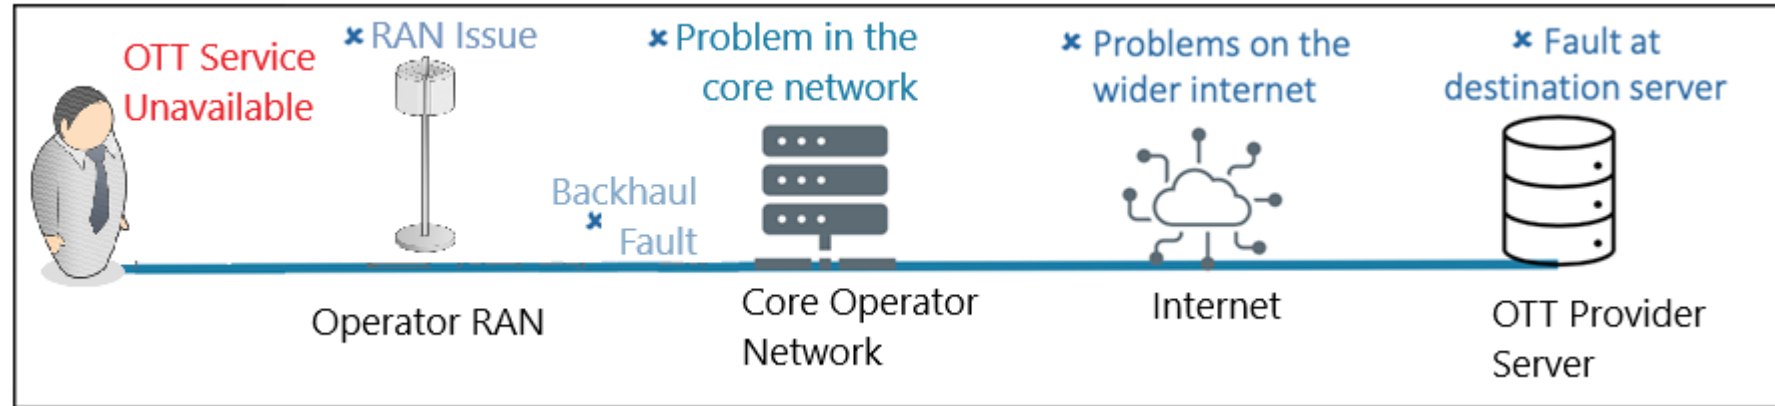 OTT Service
Unavailable
RAN Issue
Problem in the
core network
Problems on the
wider internet
Fault at
destination server
Backhaul
Fault
Operator RAN
Core Operator
Network
Internet
OTT Provider
Server